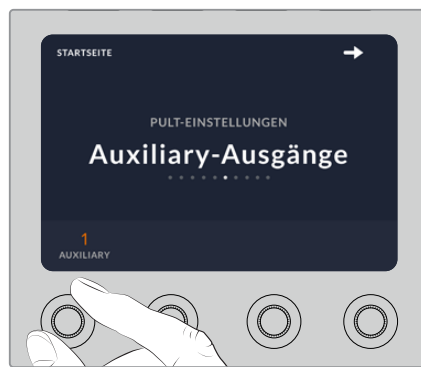 STARTSEITE
PULT-EINSTELLUNGEN
Auxiliary-Ausgänge
1
AUXILIARY